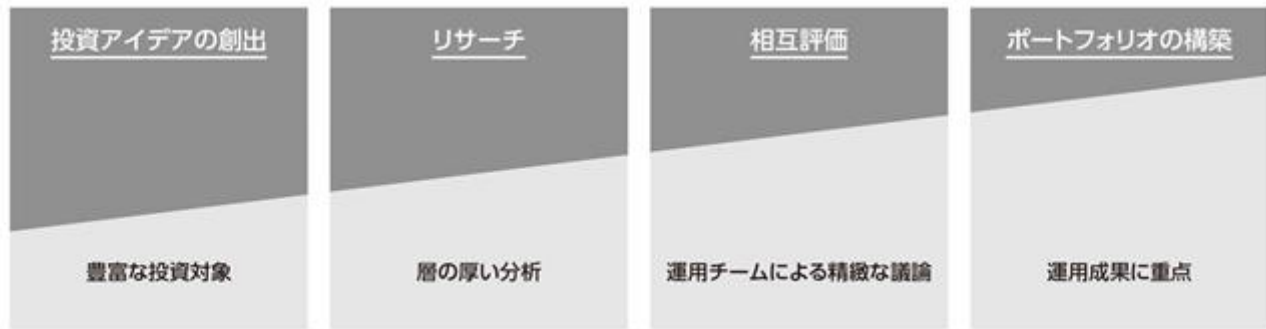 投資アイデアの創出
リサーチ
相互評価
ポートフォリオの構築
豊富な投資対象
層の厚い分析
運用チームによる精緻な議論
運用成果に重点